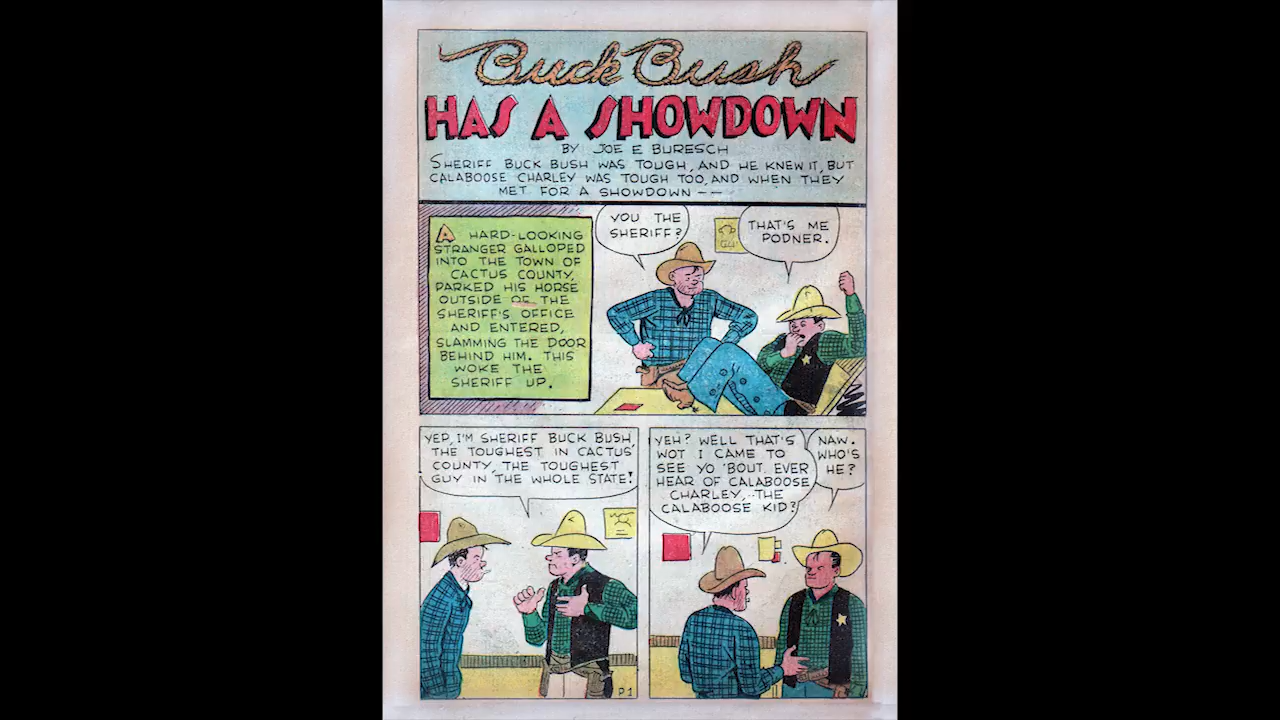 Buck Bush
HAS A SHOWDOWN
BY JOE E BURESCH
SHERIFF BUCK BUSH WAS TOUGH, AND HE KNEW IT, BUT
CALABOOSE CHARLEY WAS TOUGH TOO, AND WHEN THEY
MET FOR A SHOWDOWN ——
A HARD-LOOKING
STRANGER GALLOPED
INTO THE TOWN OF
CACTUS COUNTY,
PARKED HIS HORSE
OUTSIDE OF THE
SHERIFF'S OFFICE
AND ENTERED,
SLAMMING THE DOOR
BEHIND HIM. THIS
WOKE THE
SHERIFF UP.
YOU THE
SHERIFF?
THAT'S ME
PODNER.
YEP, I'M SHERIFF BUCK BUSH,
THE TOUGHEST IN CACTUS
COUNTY, THE TOUGHEST
GUY IN THE WHOLE STATE!
P1
YEH? WELL THAT'S
WOT I CAME TO
SEE YO 'BOUT. EVER
HEAR OF CALABOOSE
CHARLEY,--THE
CALABOOSE KID?
NAW.
WHO'S
HE?